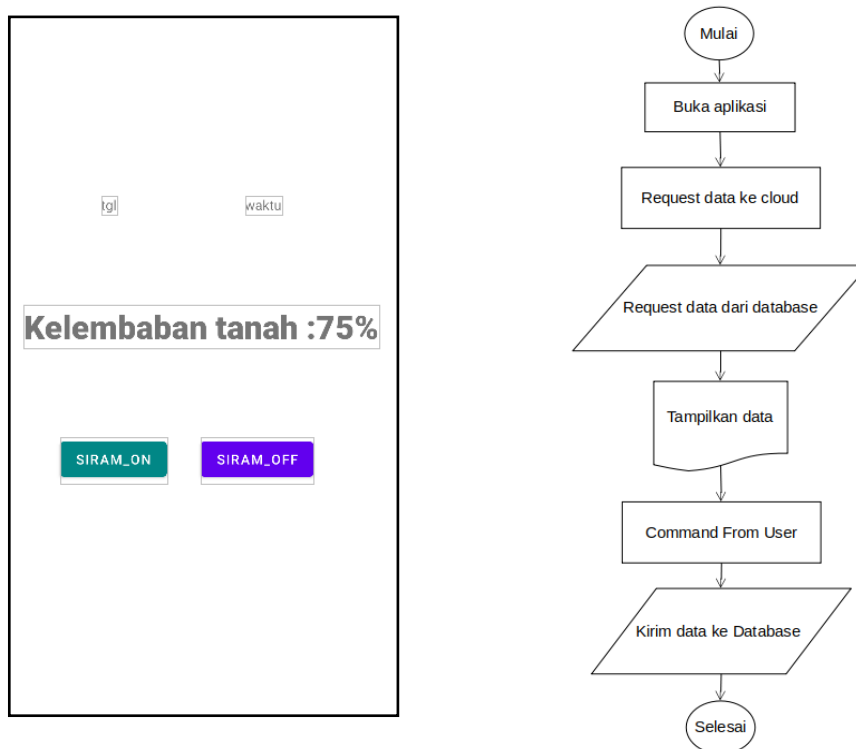 tgl
waktu
Kelembaban tanah :75%
SIRAM_ON
SIRAM_OFF
Mulai
Buka aplikasi
Request data ke cloud
Request data dari database
Tampilkan data
Command From User
Kirim data ke Database
Selesai